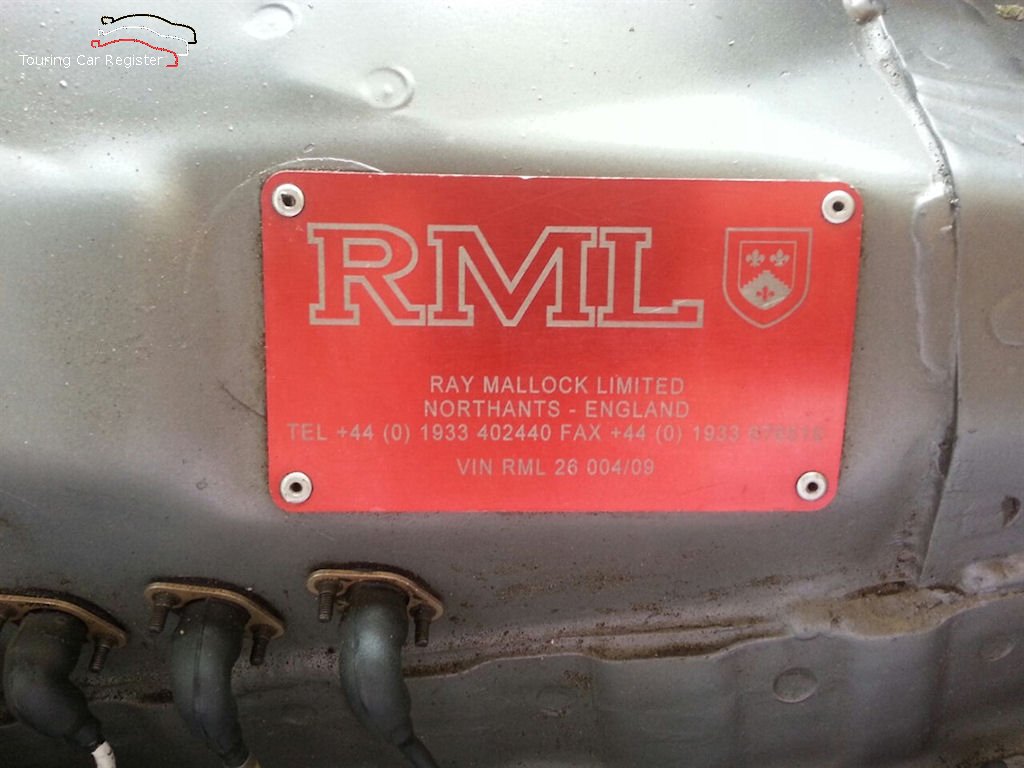 Touring Car Register
RML
RAY MALLOCK LIMITED
NORTHANTS - ENGLAND
TEL +44 (0) 1933 402440 FAX +44 (0) 1933
VIN RML 26 004/09